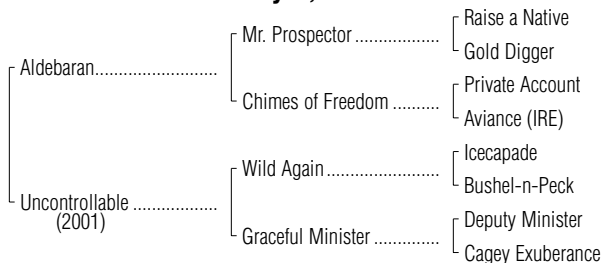 Raise a Native
Mr. Prospector ..................
Gold Digger
Aldebaran..........................
Private Account
Chimes of Freedom ..........
Aviance (IRE)
Icecapade
Wild Again .......................
Bushel-n-Peck
Uncontrollable ..................
(2001)
Deputy Minister
Graceful Minister ..............
Cagey Exuberance